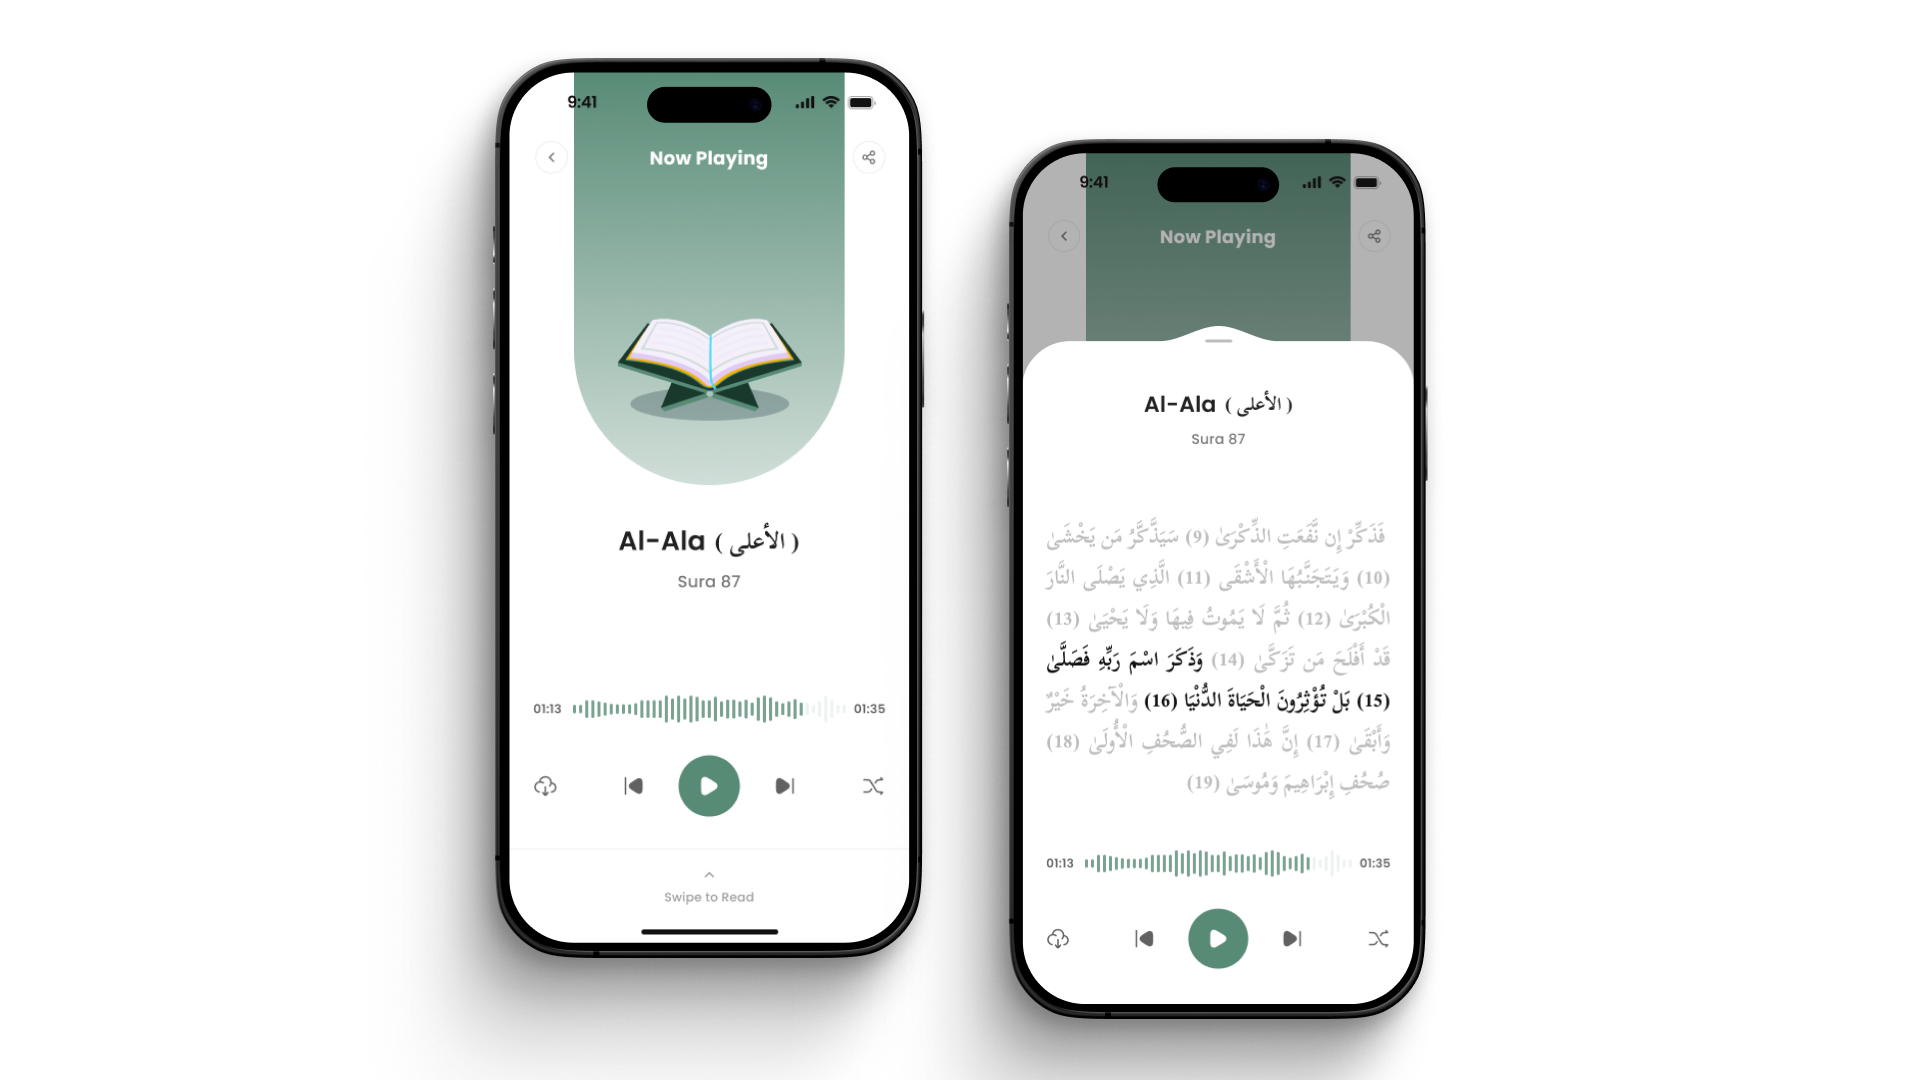 9:41
Now Playing
Al-Ala ( الأعلى )
Sura 87
01:13
01:35
Swipe to Read
9:41
Now Playing
Al-Ala ( الأعلى )
Sura 87
فَذَكِّرْ إِن نَّفَعَتِ الذِّكْرَىٰ (9) سَيَذَّكَّرُ مَن يَخْشَىٰ
(10) وَيَتَجَنَّبُهَا الْأَشْقَى (11) الَّذِي يَصْلَى النَّارَ
الْكُبْرَىٰ (12) ثُمَّ لَا يَمُوتُ فِيهَا وَلَا يَحْيَىٰ (13)
قَدْ أَفْلَحَ مَن تَزَكَّىٰ (14) وَذَكَرَ اسْمَ رَبِّهِ فَصَلَّىٰ
(15) بَلْ تُؤْثِرُونَ الْحَيَاةَ الدُّنْيَا (16) وَالْآخِرَةُ خَيْرٌ
وَأَبْقَىٰ (17) إِنَّ هَٰذَا لَفِي الصُّحُفِ الْأُولَىٰ (18)
صُحُفِ إِبْرَاهِيمَ وَمُوسَىٰ (19)
01:13
01:35